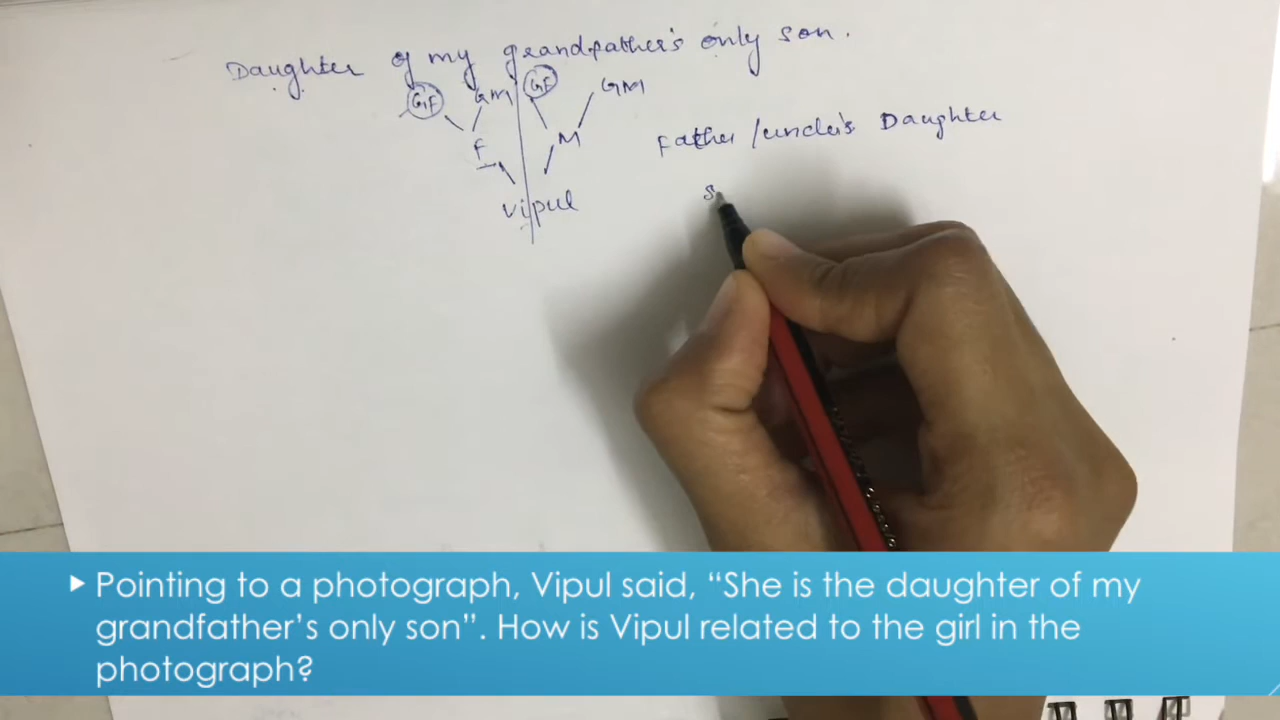 Daughter of my grandfather's only son.
GF GM GF GM
F M
Father/uncle's Daughter
Vipul
S
Pointing to a photograph, Vipul said, “She is the daughter of my
grandfather’s only son”. How is Vipul related to the girl in the
photograph?